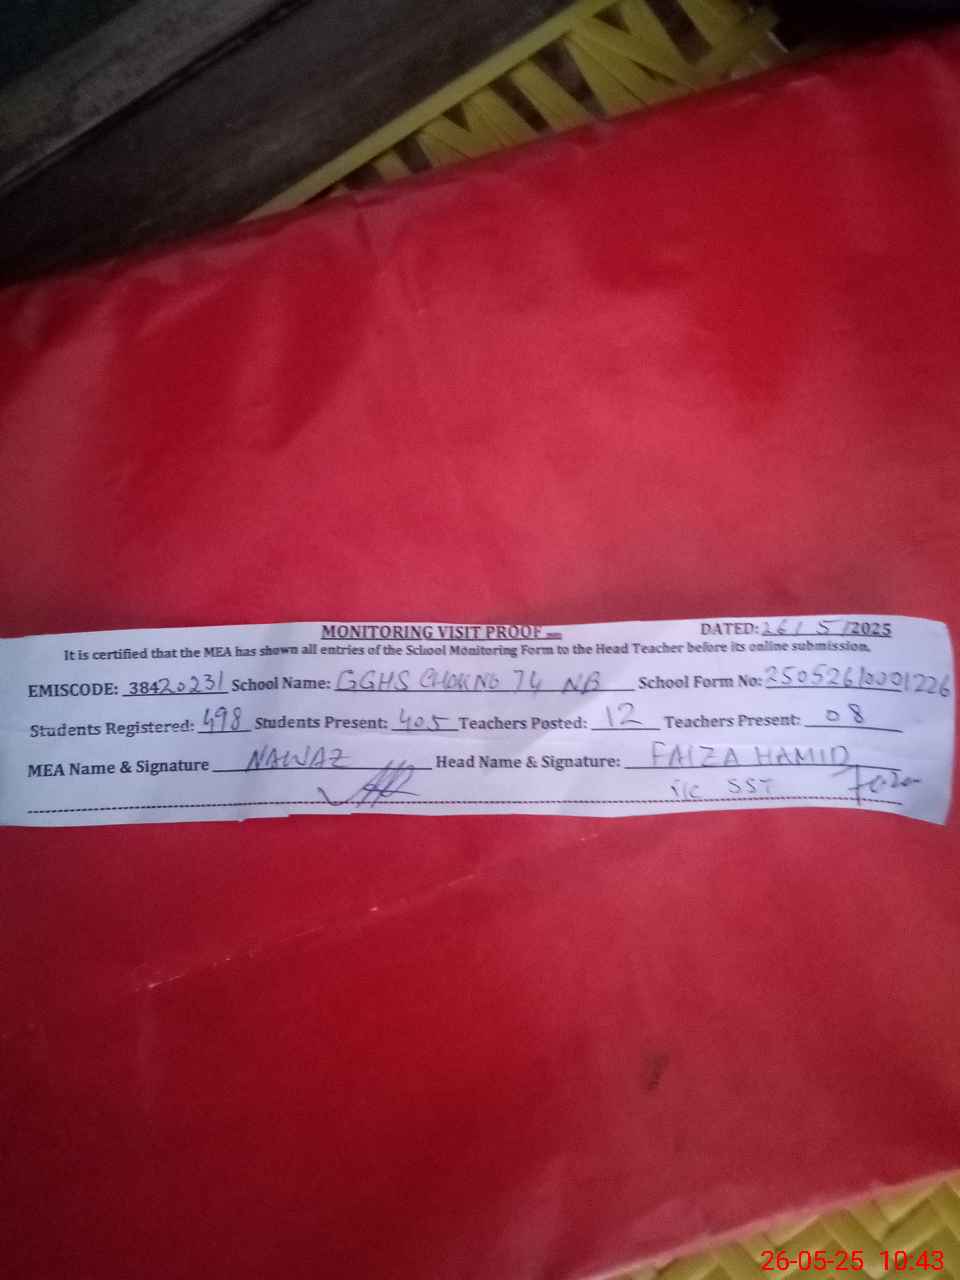 MONITORING VISIT PROOF
DATED: 26 / 5 /2025
It is certified that the MEA has shown all entries of the School Monitoring Form to the Head Teacher before its online submission.
EMISCODE: 38420231 School Name: GGHS CHAK NO 74 NB School Form No: 25052610001226
Students Registered: 498 Students Present: 405 Teachers Posted: 12 Teachers Present: 08
MEA Name & Signature NAWAZ Head Name & Signature: FAIZA HAMID
i/c SST
26-05-25 10:43